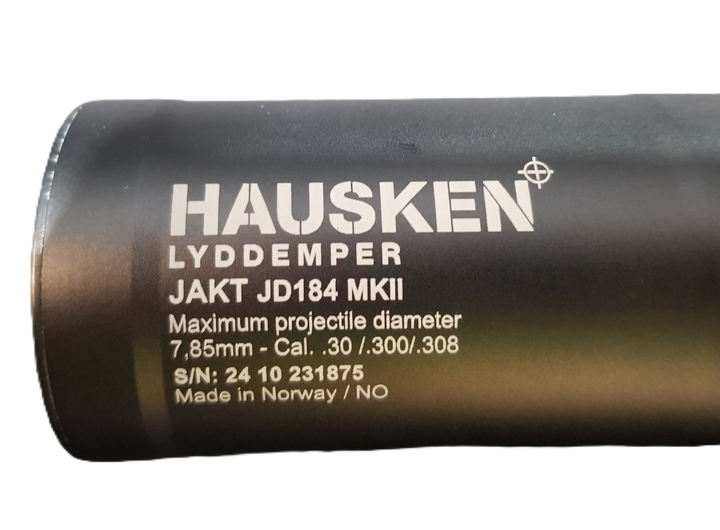 HAUSKEN
LYDDEMPER
JAKT JD184 MKII
Maximum projectile diameter
7,85mm - Cal. .30 /.300/.308
S/N: 24 10 231875
Made in Norway / NO